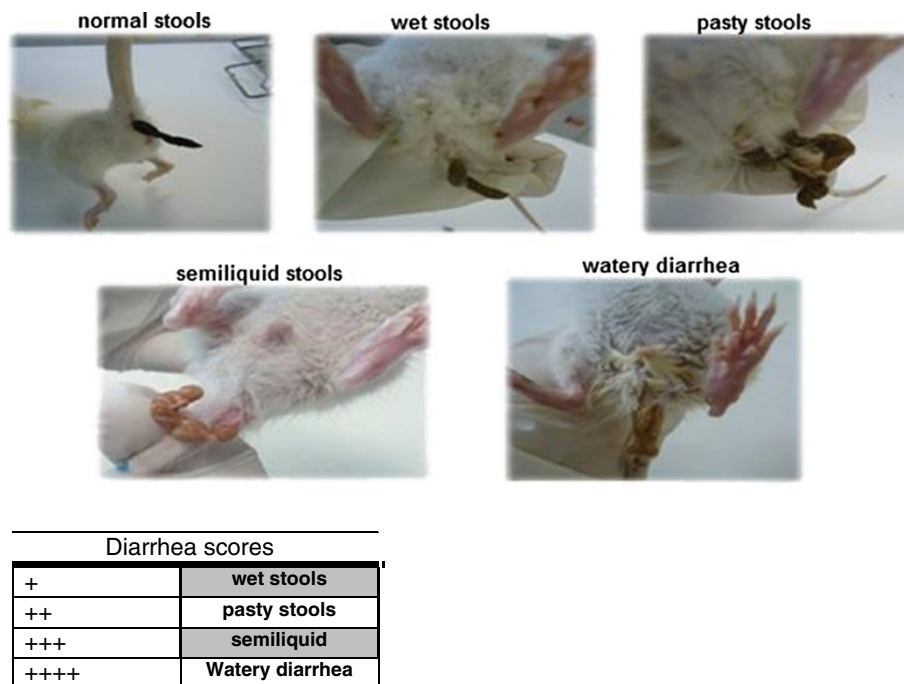 normal stools
wet stools
pasty stools
semiliquid stools
watery diarrhea
Diarrhea scores
+ wet stools
++ pasty stools
+++ semiliquid
++++ Watery diarrhea